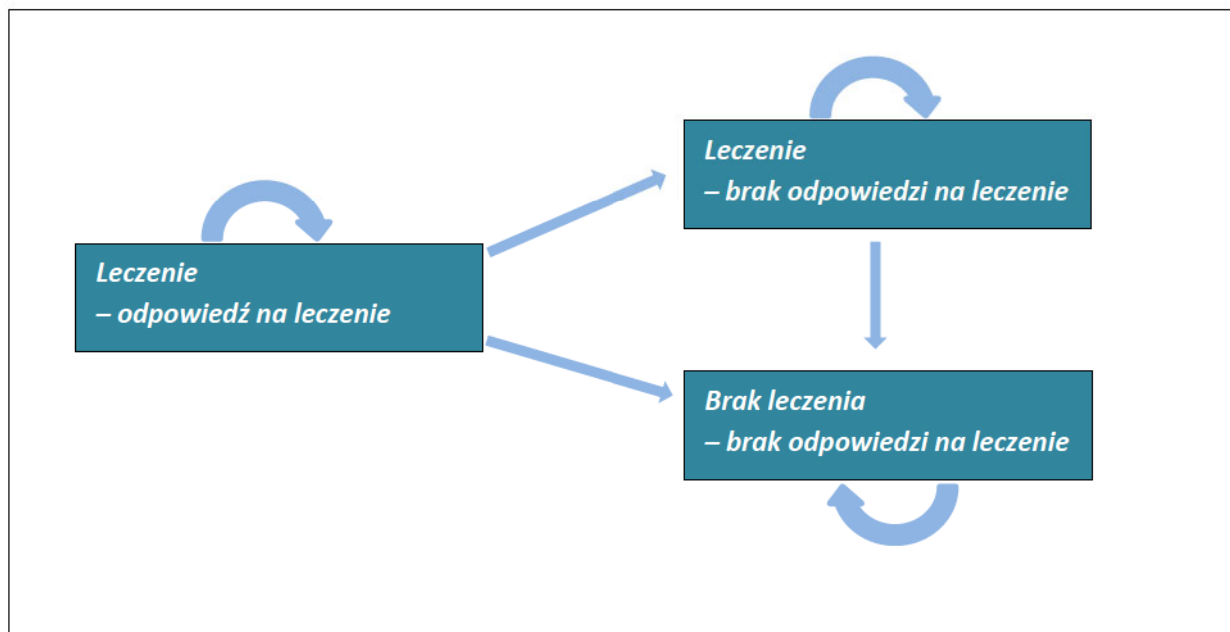 Leczenie
– brak odpowiedzi na leczenie
Leczenie
– odpowiedź na leczenie
Brak leczenia
– brak odpowiedzi na leczenie